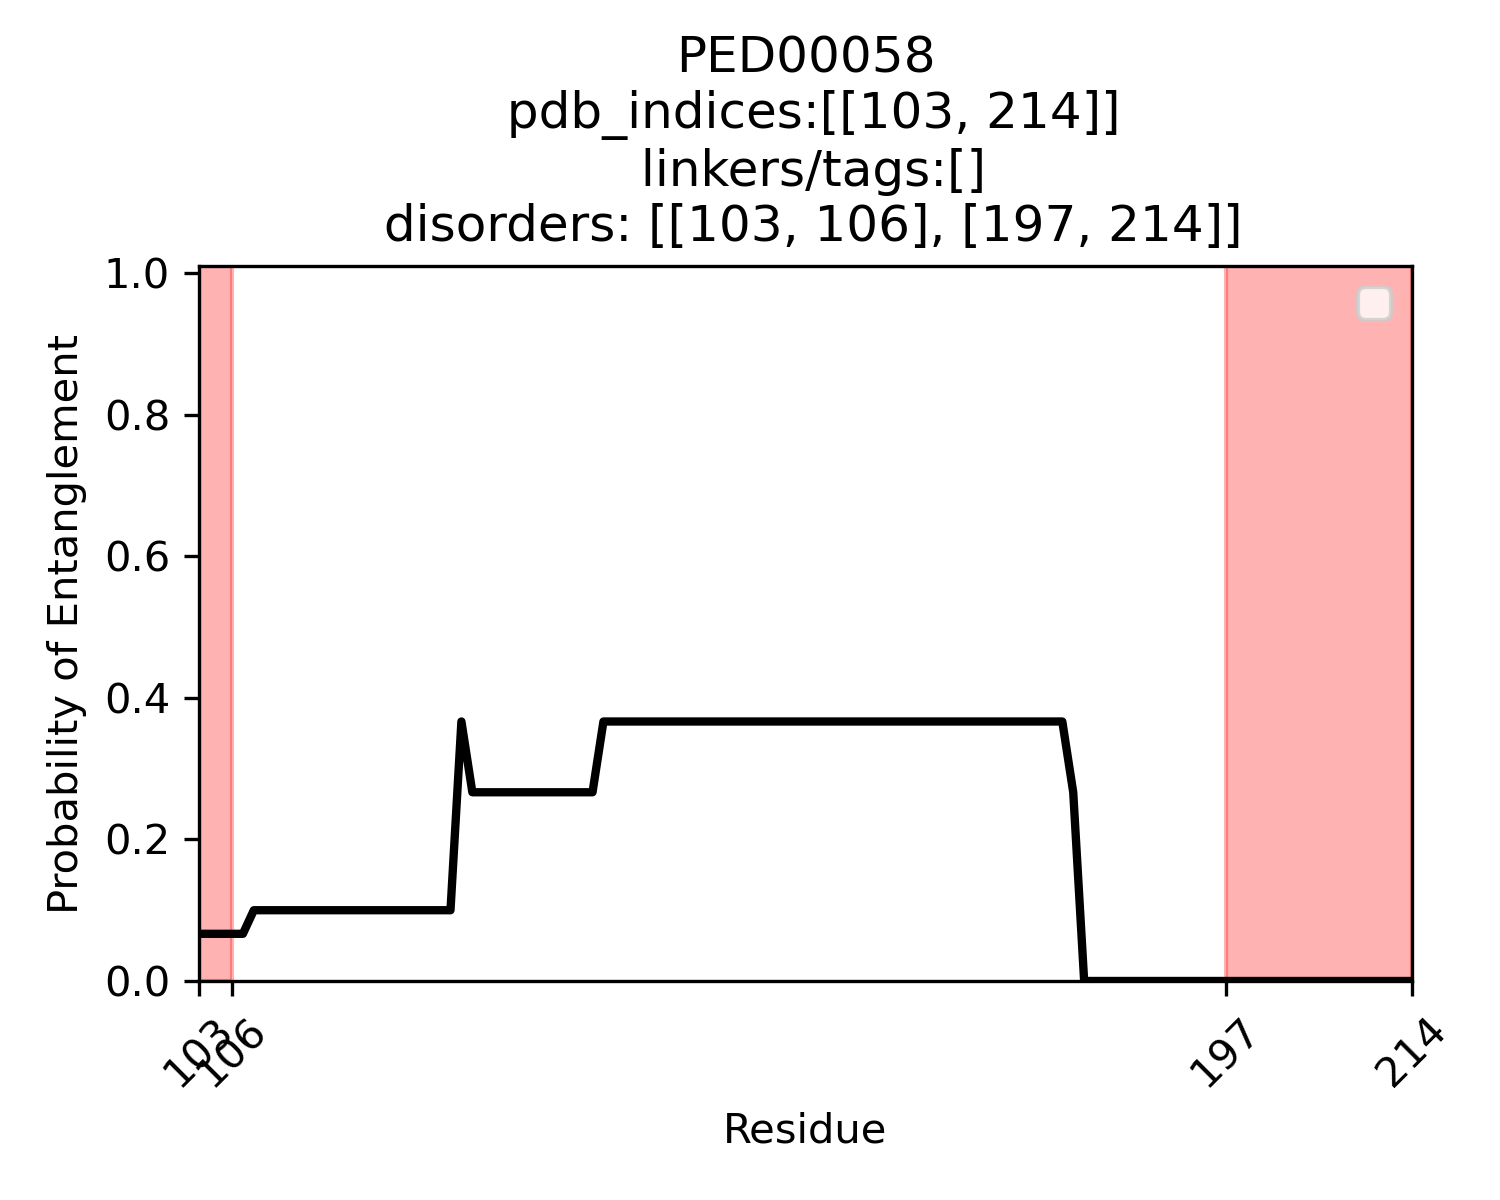 PED00058
pdb_indices:[[103, 214]]
linkers/tags:[]
disorders: [[103, 106], [197, 214]]
1.0
0.8
0.6
0.4
0.2
0.0
Probability of Entanglement
103
106
197
214
Residue